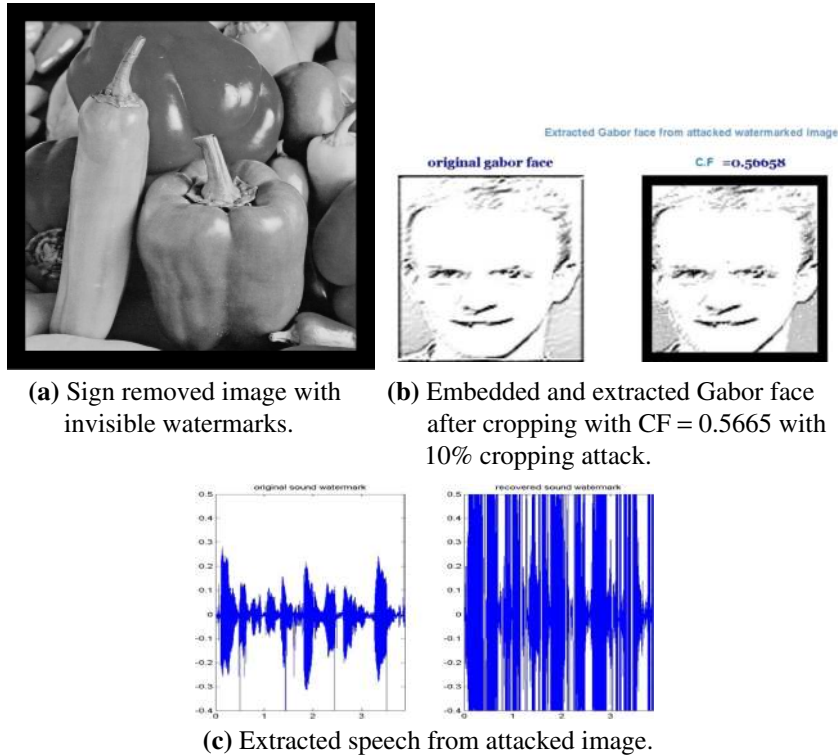 Extracted Gabor face from attacked watermarked image
original gabor face
C.F =0.56658
(a) Sign removed image with
invisible watermarks.
(b) Embedded and extracted Gabor face
after cropping with CF = 0.5665 with
10% cropping attack.
original sound watermark
0.5
0.4
0.3
0.2
0.1
0
-0.1
-0.2
-0.3
-0.4
0 1 2 3
recovered sound watermark
0.5
0.4
0.3
0.2
0.1
0
-0.1
-0.2
-0.3
-0.4
0 1 2 3
(c) Extracted speech from attacked image.